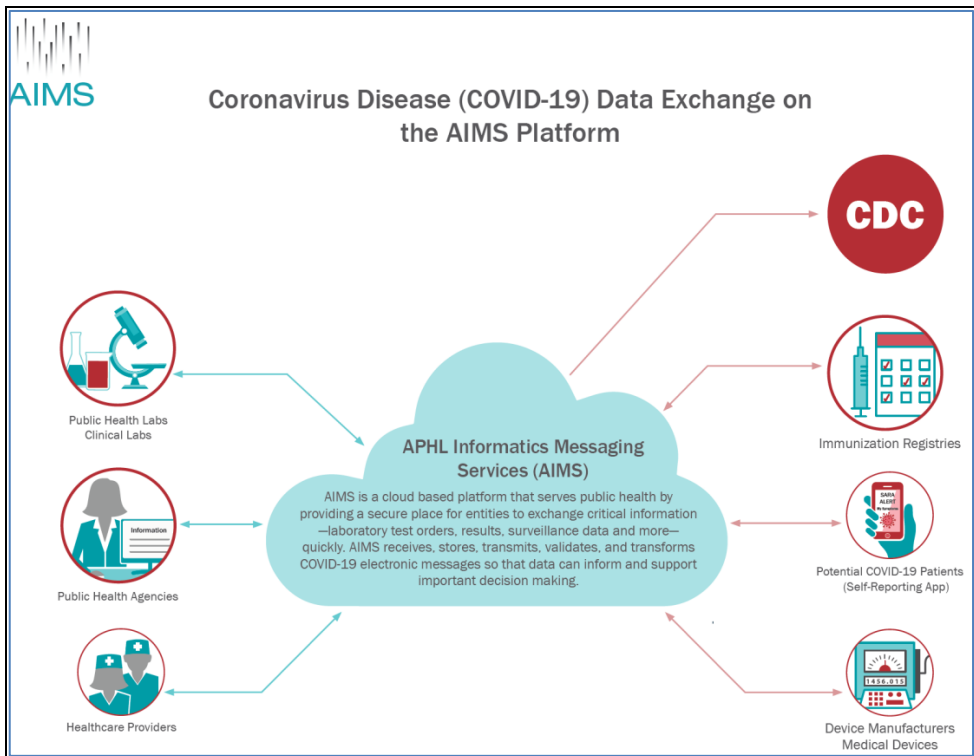 AIMS
Coronavirus Disease (COVID-19) Data Exchange on
the AIMS Platform
CDC
Public Health Labs
Clinical Labs
Immunization Registries
APHL Informatics Messaging
Services (AIMS)
AIMS is a cloud based platform that serves public health by
providing a secure place for entities to exchange critical information
—laboratory test orders, results, surveillance data and more—
quickly. AIMS receives, stores, transmits, validates, and transforms
COVID-19 electronic messages so that data can inform and support
important decision making.
Information
Public Health Agencies
SARA
ALERT
Potential COVID-19 Patients
(Self-Reporting App)
Healthcare Providers
1456.015
Device Manufacturers
Medical Devices